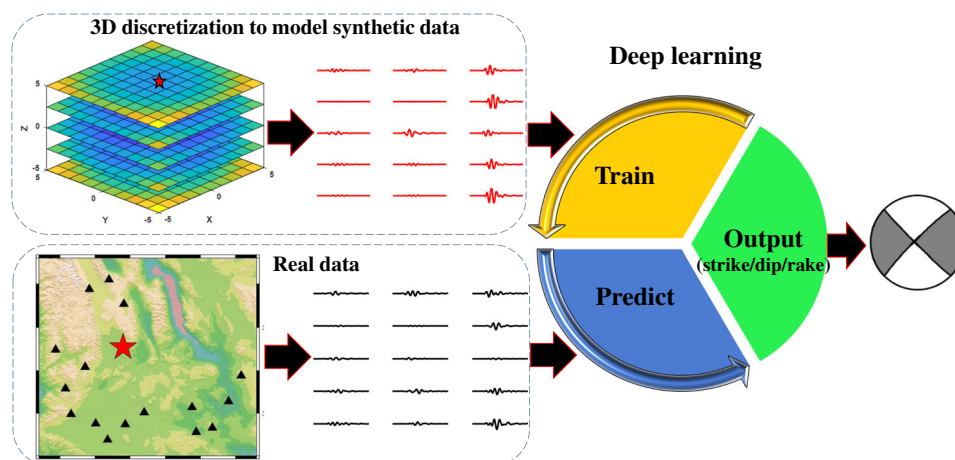 3D discretization to model synthetic data
Deep learning
5
0
-5
Z
5
0
-5
Y
-5
0
5
X
Train
Output
(strike/dip/rake)
Predict
Real data